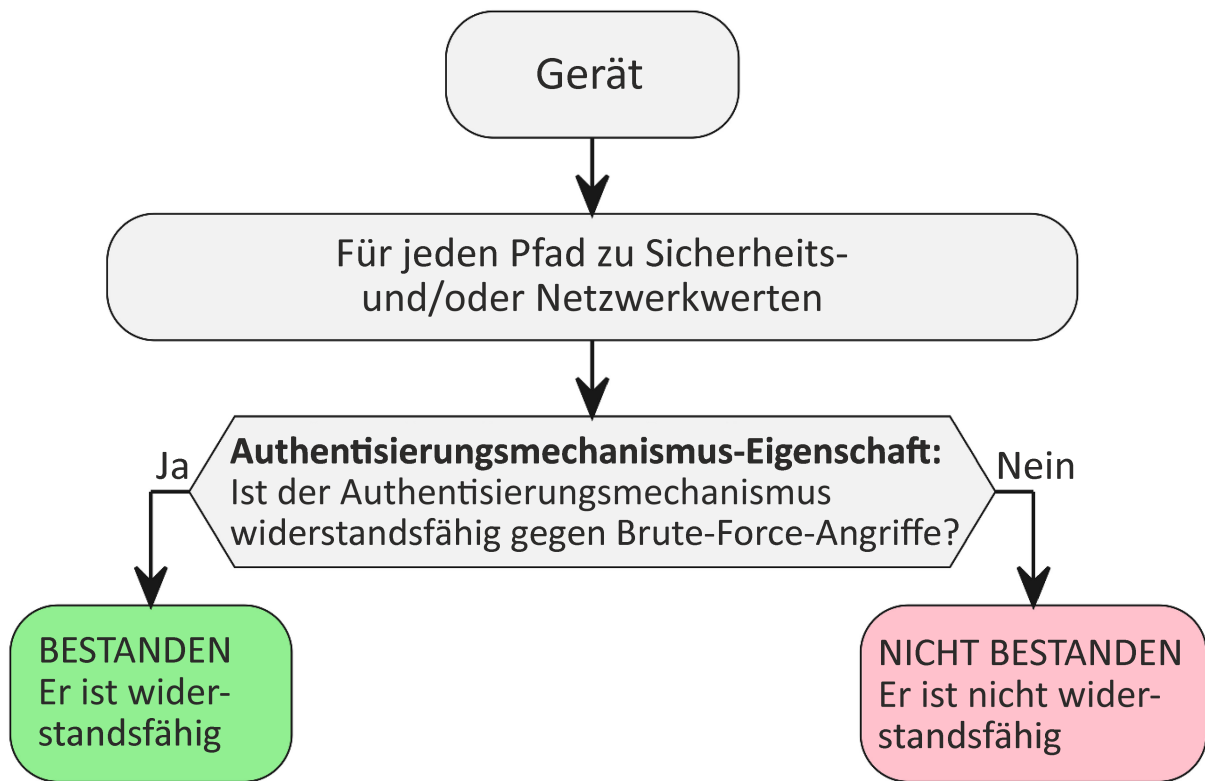 Gerät
Für jeden Pfad zu Sicherheits-
und/oder Netzwerkwerten
Authentisierungsmechanismus-Eigenschaft:
Ist der Authentisierungsmechanismus
widerstandsfähig gegen Brute-Force-Angriffe?
Ja
Nein
BESTANDEN
Er ist wider-
standsfähig
NICHT BESTANDEN
Er ist nicht wider-
standsfähig